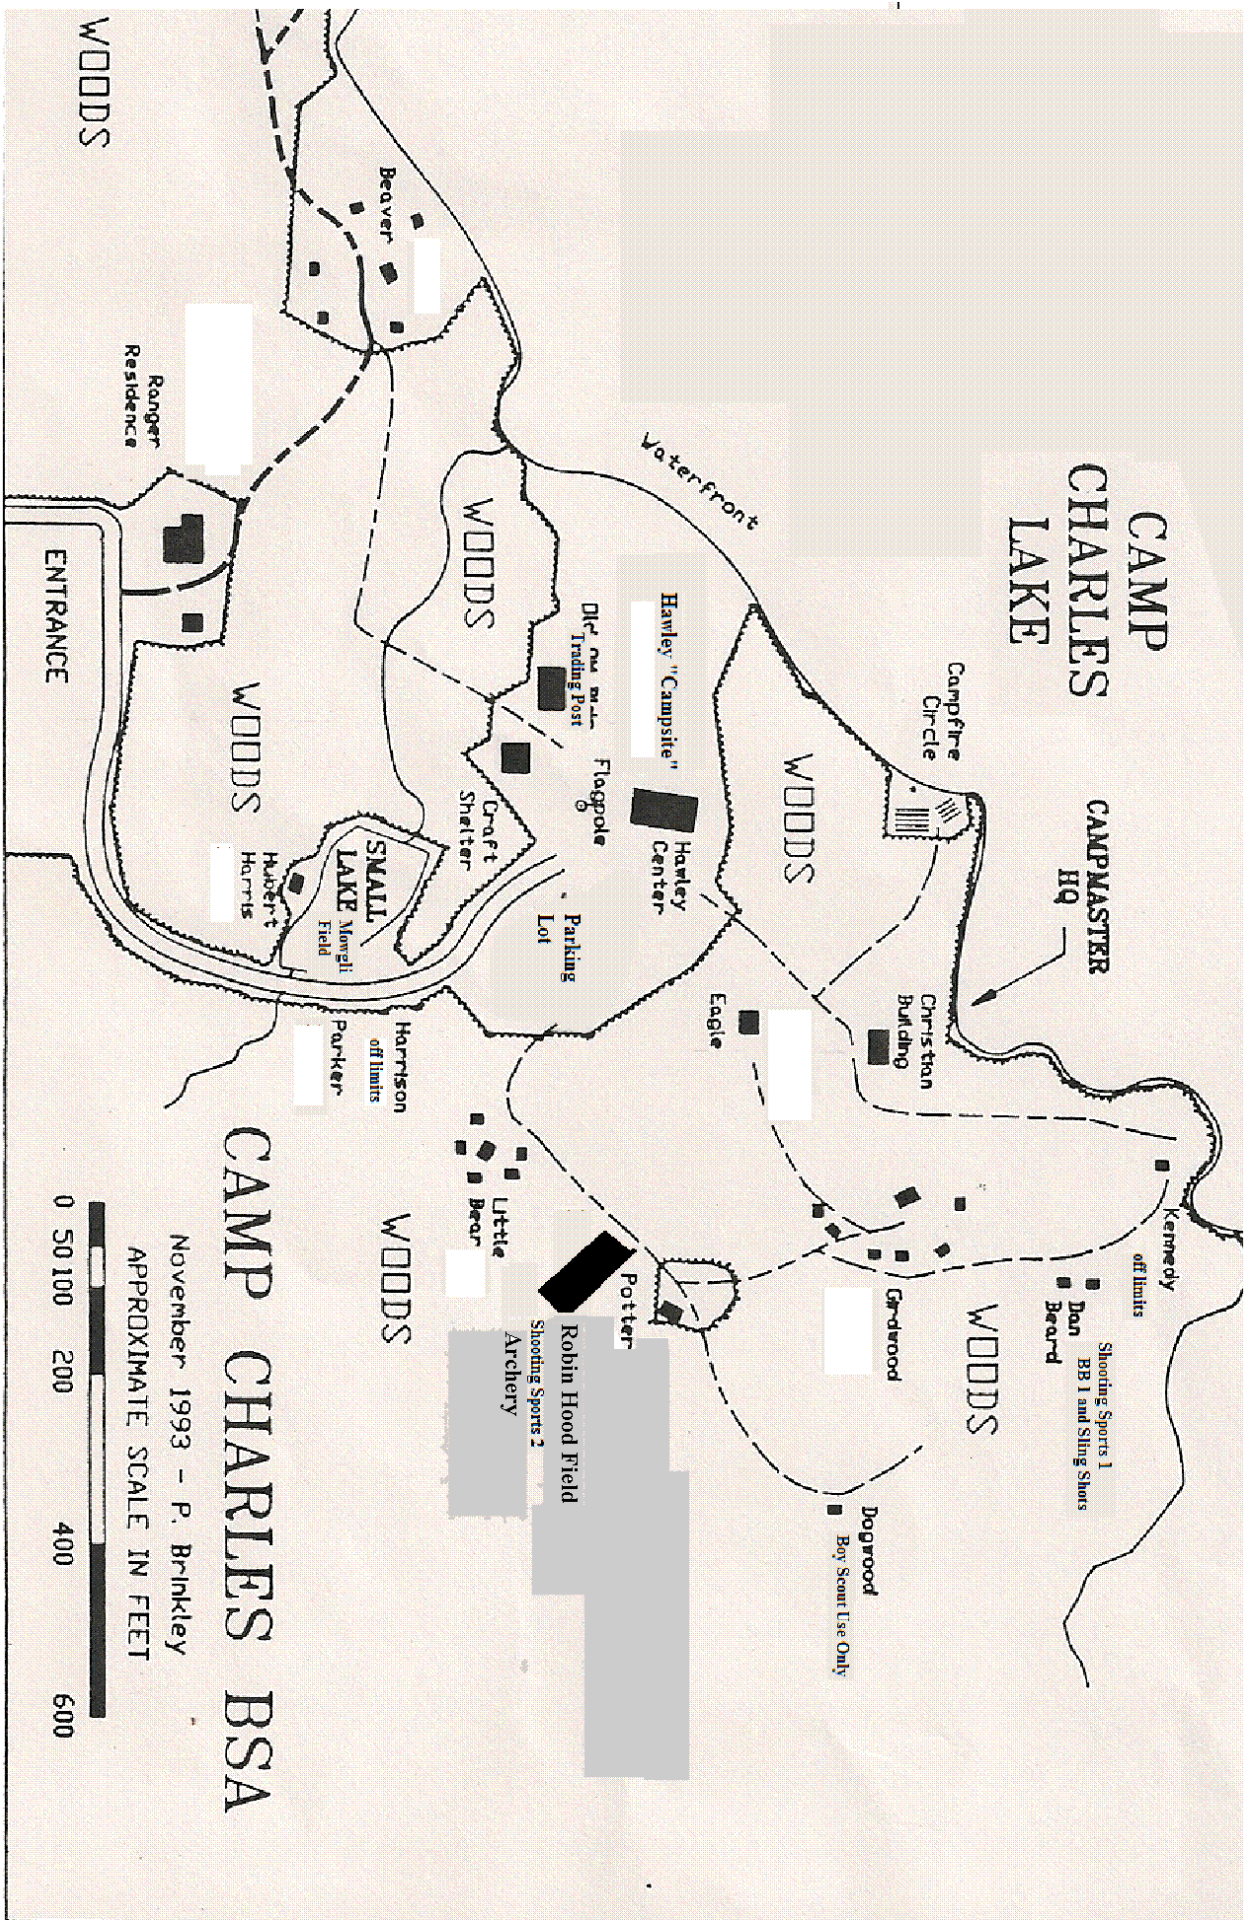 CAMP
CHARLES
LAKE
CAMPMASTER
HQ
Campfire
Circle
Waterfront
WOODS
Beaver
Ranger
Residence
ENTRANCE
WOODS
WOODS
Trading Post
Hawley "Campsite"
Flagpole
Craft
Shelter
Hawley
Center
WOODS
SMALL
LAKE
Mowgli
Field
Hubert
Harris
Parking
Lot
Christian
Building
Eagle
Harrison
off limits
Parker
Little
Bear
WOODS
Potter
Robin Hood Field
Shooting Sports 2
Archery
Girdwood
Kennedy
off limits
Dan
Beard
Shooting Sports 1
BB 1 and Sling Shots
WOODS
Dogwood
Boy Scout Use Only
CAMP CHARLES BSA
November 1993 - P. Brinkley
APPROXIMATE SCALE IN FEET
0 50 100 200 400 600